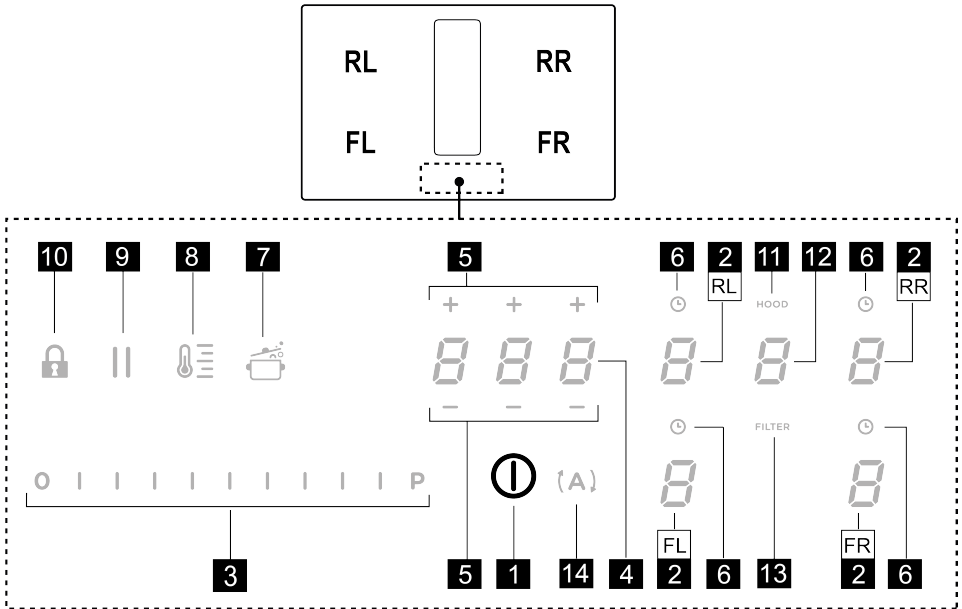 RL RR
FL FR
10 9 8 7 5 6 2 11 12 6 2
RL RR
+ + + HOOD
8 8 8 8 8 8
- - - FILTER
O | | | | | | | | | P (A) 8 8
FL FR
3 5 1 14 4 2 6 13 2 6